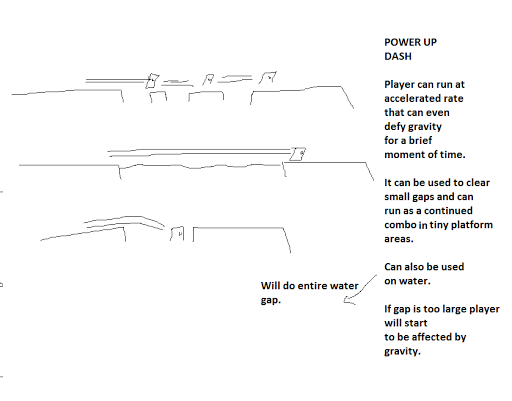 POWER UP
DASH
Player can run at
accelerated rate
that can even
defy gravity
for a brief
moment of time.
It can be used to clear
small gaps and can
run as a continued
combo in tiny platform
areas.
Can also be used
on water.
Will do entire water
gap.
If gap is too large player
will start
to be affected by
gravity.